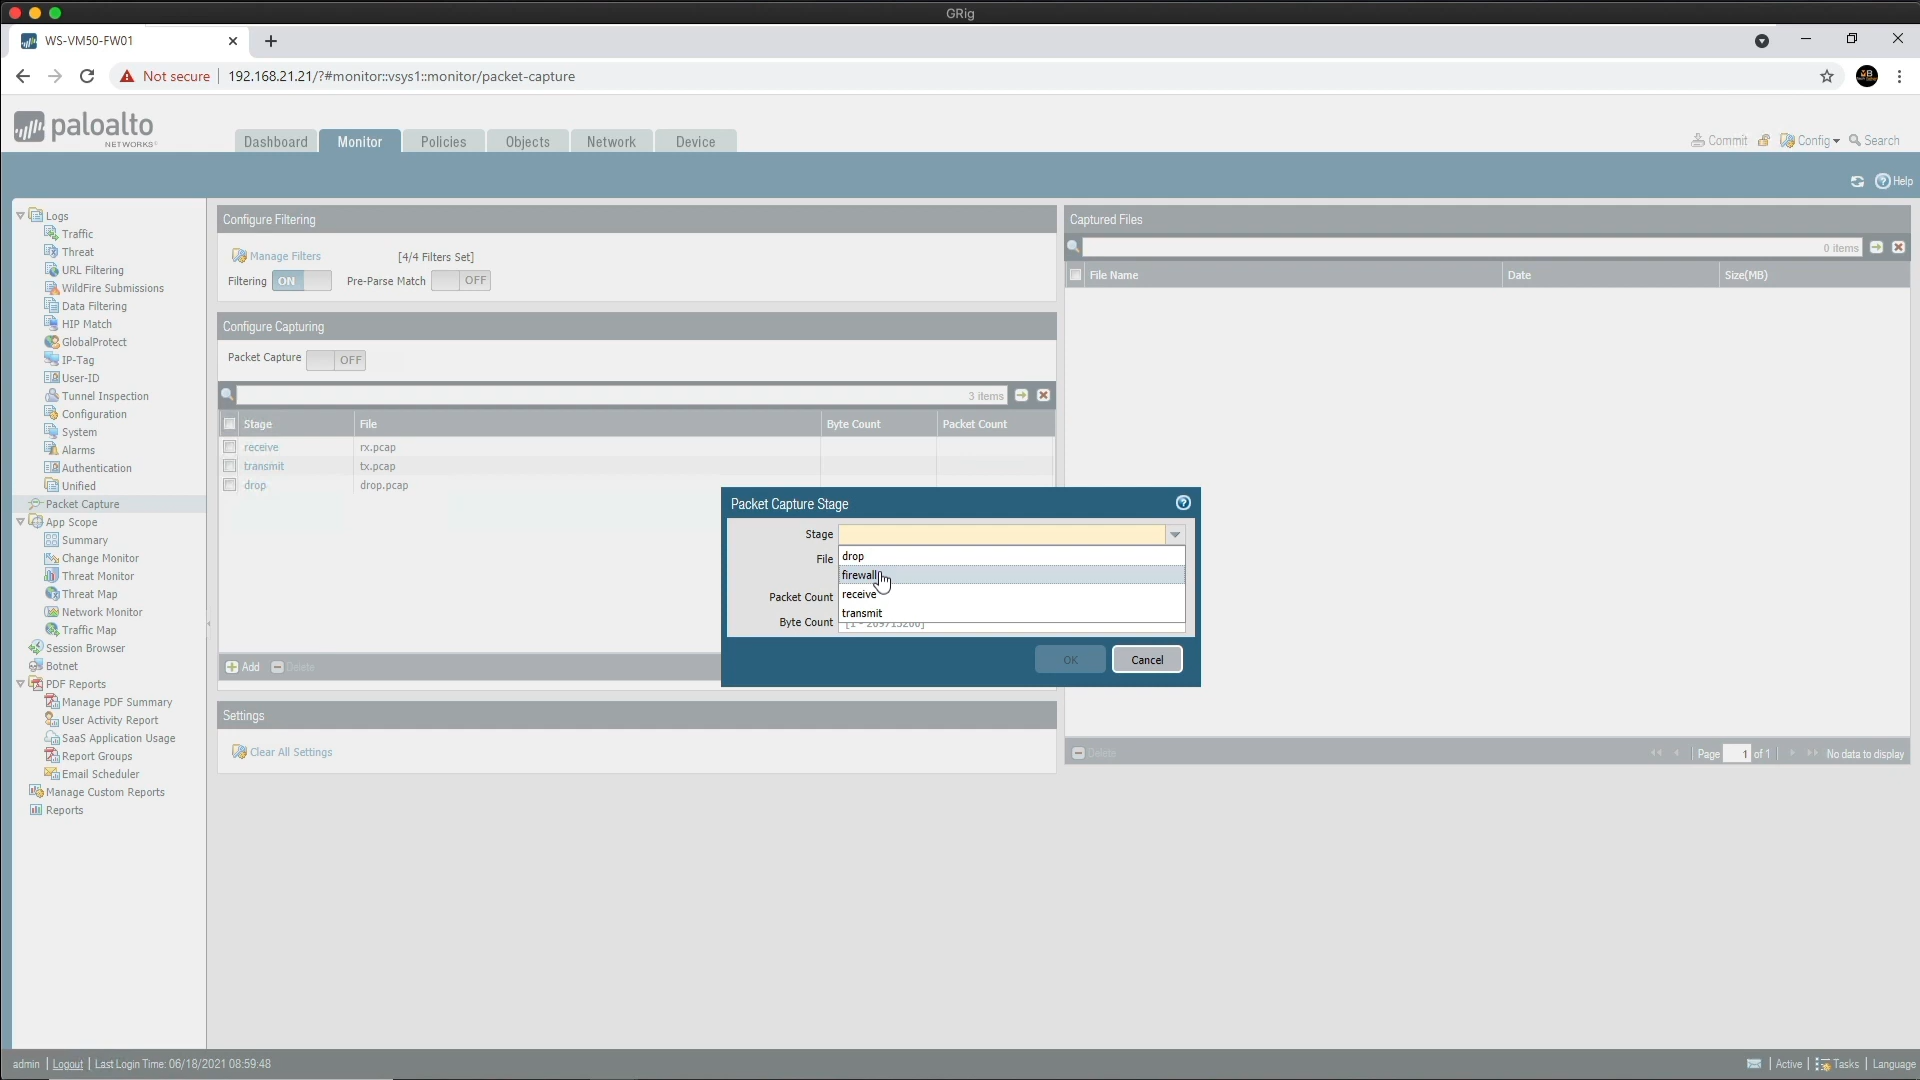 GRig
WS-VM50-FW01
Not secure 192.168.21.21/?#monitor::vsys1::monitor/packet-capture
paloalto
NETWORKS
Dashboard Monitor Policies Objects Network Device
Commit Config Search
Help
Logs
Traffic
Threat
URL Filtering
WildFire Submissions
Data Filtering
HIP Match
GlobalProtect
IP-Tag
User-ID
Tunnel Inspection
Configuration
System
Alarms
Authentication
Unified
Packet Capture
App Scope
Summary
Change Monitor
Threat Monitor
Threat Map
Network Monitor
Traffic Map
Session Browser
Botnet
PDF Reports
Manage PDF Summary
User Activity Report
SaaS Application Usage
Report Groups
Email Scheduler
Manage Custom Reports
Reports
Configure Filtering
Manage Filters [4/4 Filters Set]
Filtering ON Pre-Parse Match OFF
Configure Capturing
Packet Capture OFF
3 items
Stage File Byte Count Packet Count
receive rx.pcap
transmit tx.pcap
drop drop.pcap
Add Delete
Settings
Clear All Settings
Packet Capture Stage
Stage
File
drop
firewall
receive
transmit
Packet Count
Byte Count
OK Cancel
Captured Files
0 items
File Name Date Size(MB)
Delete
Page 1 of 1 No data to display
admin Logout Last Login Time: 06/18/2021 08:59:48
Active Tasks Language